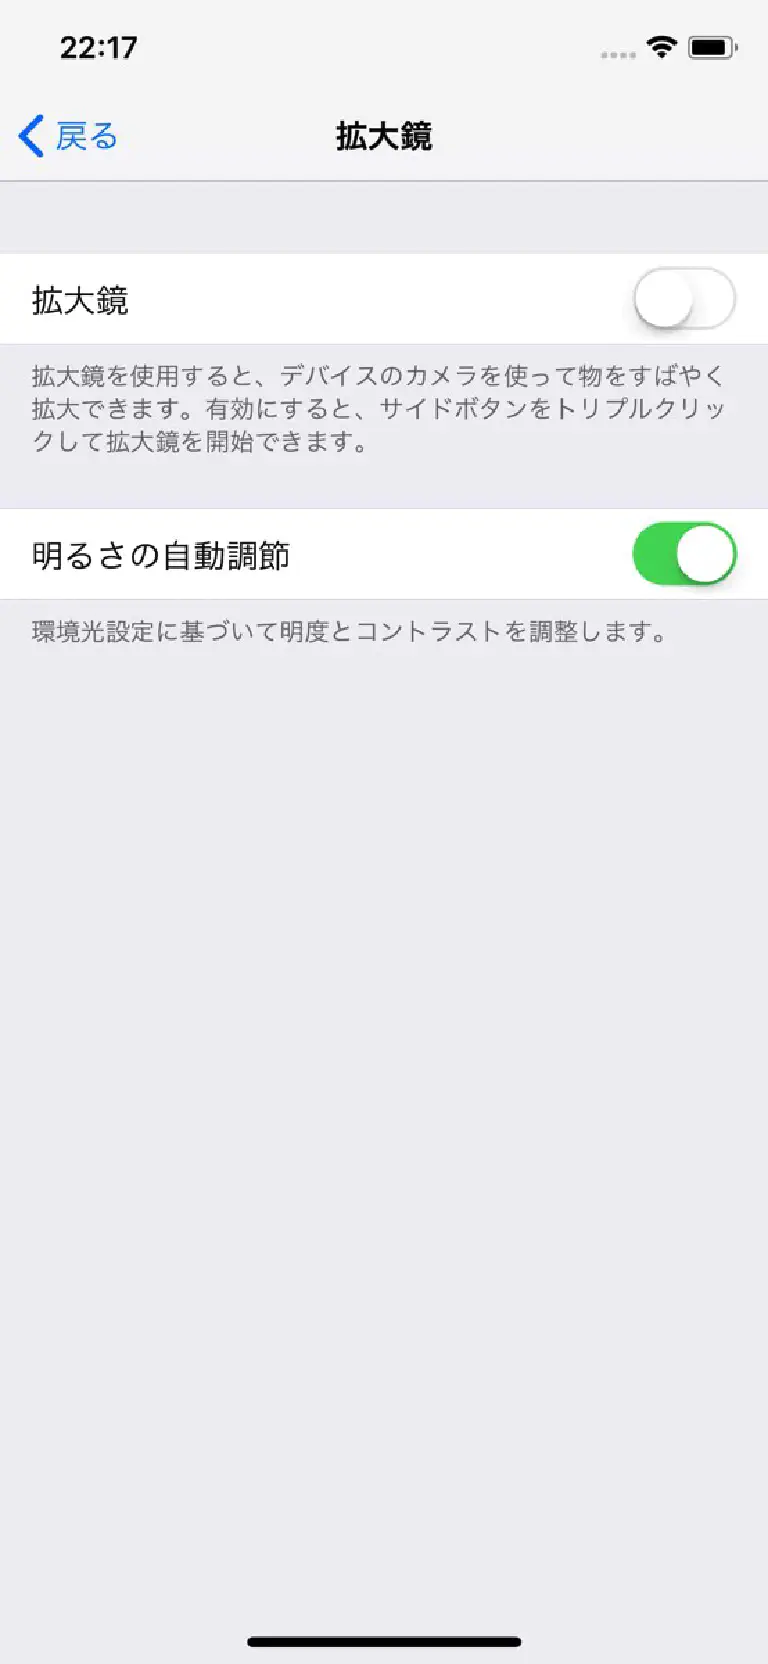 22:17
戻る
拡大鏡
拡大鏡
拡大鏡を使用すると、デバイスのカメラを使って物をすばやく
拡大できます。有効にすると、サイドボタンをトリプルクリッ
クして拡大鏡を開始できます。
明るさの自動調節
環境光設定に基づいて明度とコントラストを調整します。